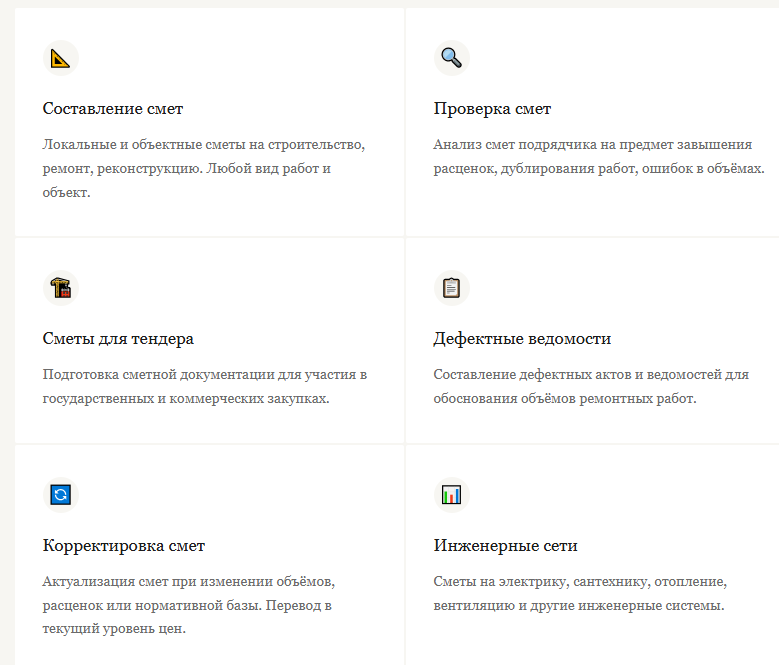 Составление смет
Локальные и объектные сметы на строительство,
ремонт, реконструкцию. Любой вид работ и
объект.
Проверка смет
Анализ смет подрядчика на предмет завышения
расценок, дублирования работ, ошибок в объёмах.
Сметы для тендера
Подготовка сметной документации для участия в
государственных и коммерческих закупках.
Дефектные ведомости
Составление дефектных актов и ведомостей для
обоснования объёмов ремонтных работ.
Корректировка смет
Актуализация смет при изменении объёмов,
расценок или нормативной базы. Перевод в
текущий уровень цен.
Инженерные сети
Сметы на электрику, сантехнику, отопление,
вентиляцию и другие инженерные системы.